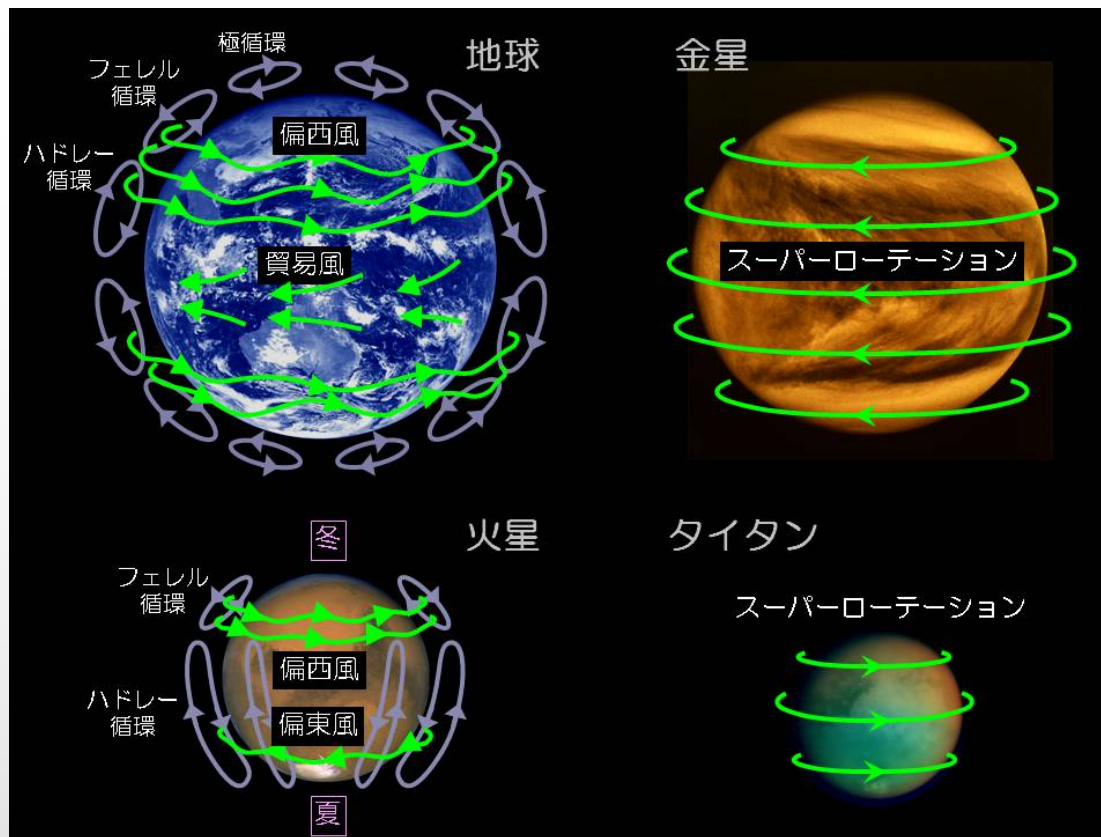 極循環
地球
金星
フェレル
循環
偏西風
ハドレー
循環
貿易風
スーパーローテーション
冬
火星
タイタン
フェレル
循環
スーパーローテーション
偏西風
ハドレー
循環
偏東風
夏